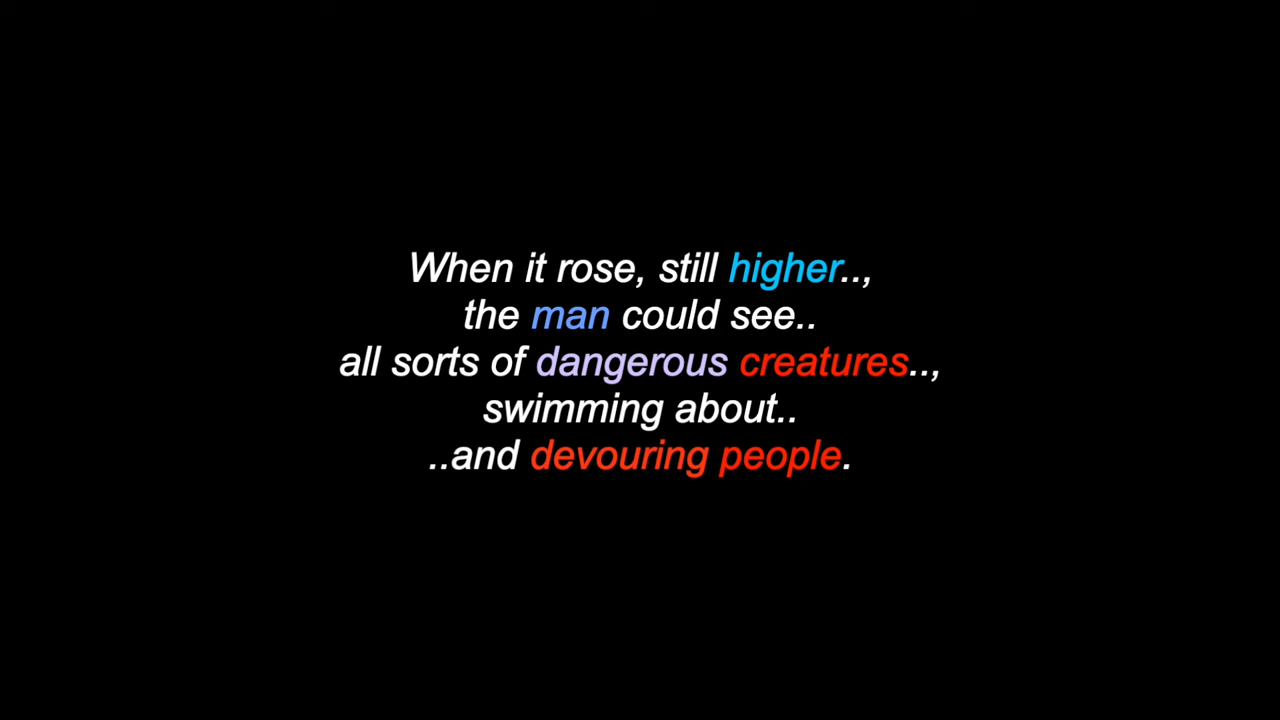 When it rose, still higher..,
the man could see..
all sorts of dangerous creatures..,
swimming about..
..and devouring people.